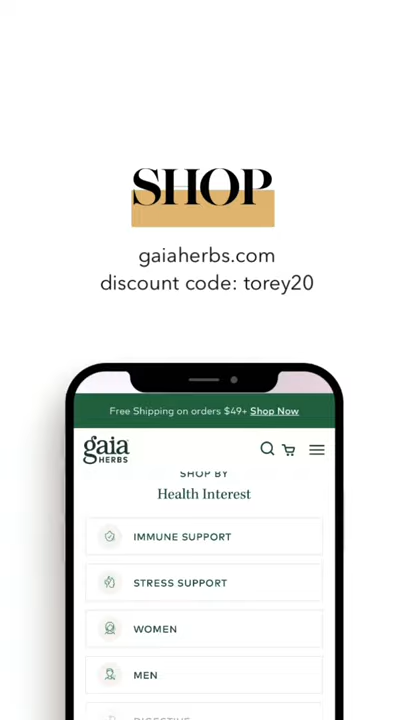 SHOP
gaiaherbs.com
discount code: torey20
Free Shipping on orders $49+ Shop Now
gaia
HERBS
SHOP BY
Health Interest
IMMUNE SUPPORT
STRESS SUPPORT
WOMEN
MEN
DIGESTIVE